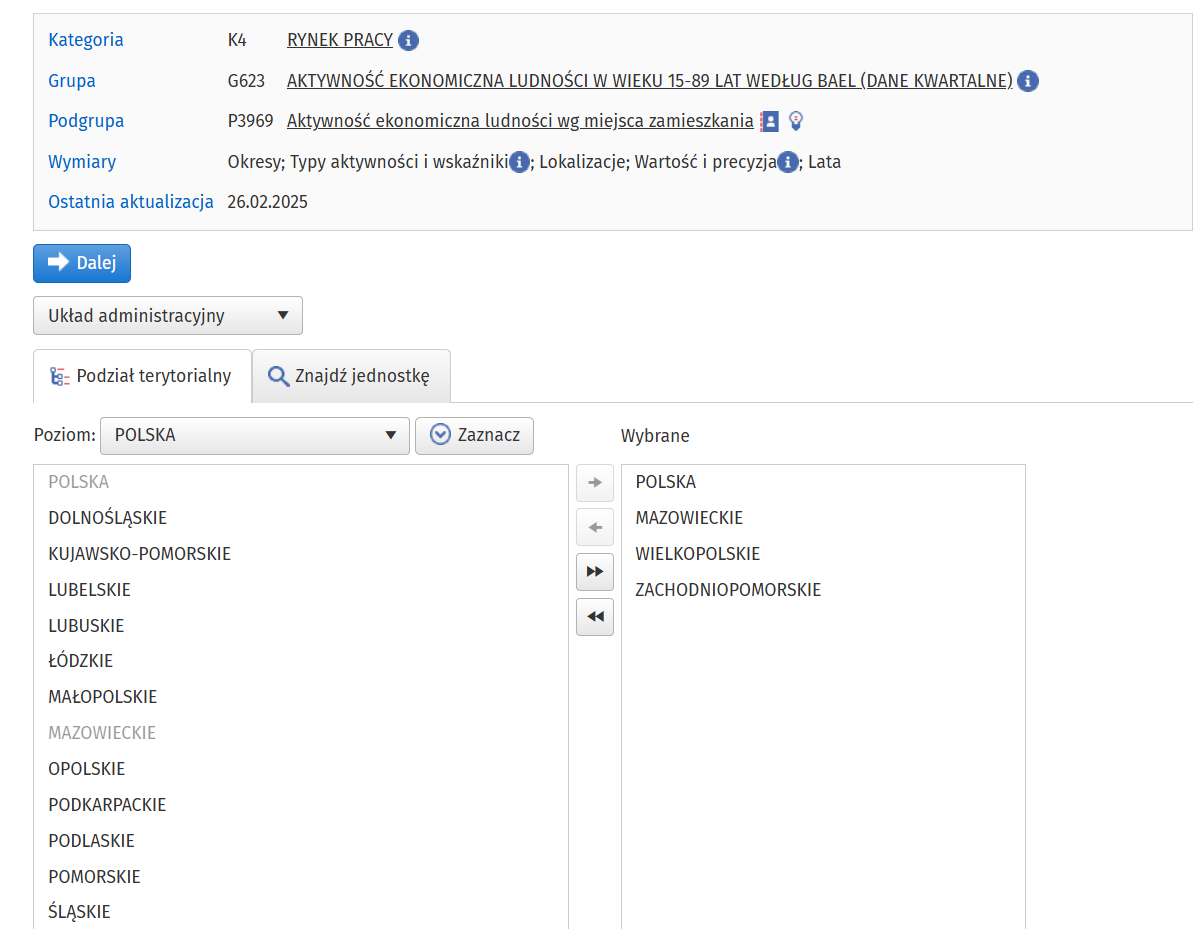 Kategoria K4 RYNEK PRACY
Grupa G623 AKTYWNOŚĆ EKONOMICZNA LUDNOŚCI W WIEKU 15-89 LAT WEDŁUG BAEL (DANE KWARTALNE)
Podgrupa P3969 Aktywność ekonomiczna ludności wg miejsca zamieszkania
Wymiary Okresy; Typy aktywności i wskaźniki; Lokalizacje; Wartość i precyzja; Lata
Ostatnia aktualizacja 26.02.2025
Dalej
Układ administracyjny
Podział terytorialny Znajdź jednostkę
Poziom: POLSKA Zaznacz Wybrane
POLSKA
DOLNOŚLĄSKIE
KUJAWSKO-POMORSKIE
LUBELSKIE
LUBUSKIE
ŁÓDZKIE
MAŁOPOLSKIE
MAZOWIECKIE
OPOLSKIE
PODKARPACKIE
PODLASKIE
POMORSKIE
ŚLĄSKIE
POLSKA
MAZOWIECKIE
WIELKOPOLSKIE
ZACHODNIOPOMORSKIE